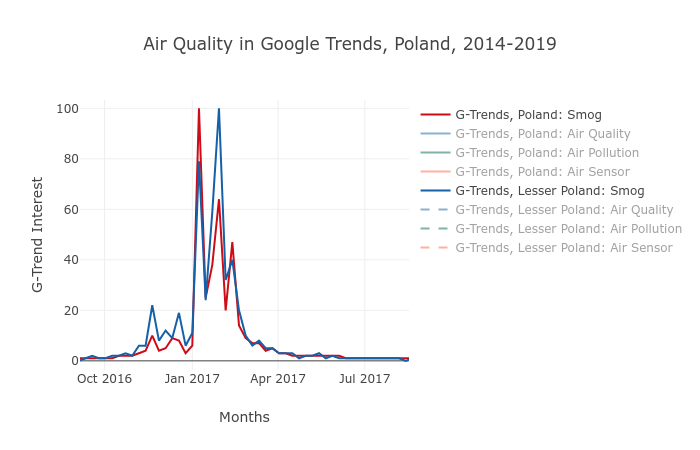 Air Quality in Google Trends, Poland, 2014-2019
G-Trend Interest
100
80
60
40
20
0
Oct 2016
Jan 2017
Apr 2017
Jul 2017
Months
G-Trends, Poland: Smog
G-Trends, Poland: Air Quality
G-Trends, Poland: Air Pollution
G-Trends, Poland: Air Sensor
G-Trends, Lesser Poland: Smog
G-Trends, Lesser Poland: Air Quality
G-Trends, Lesser Poland: Air Pollution
G-Trends, Lesser Poland: Air Sensor